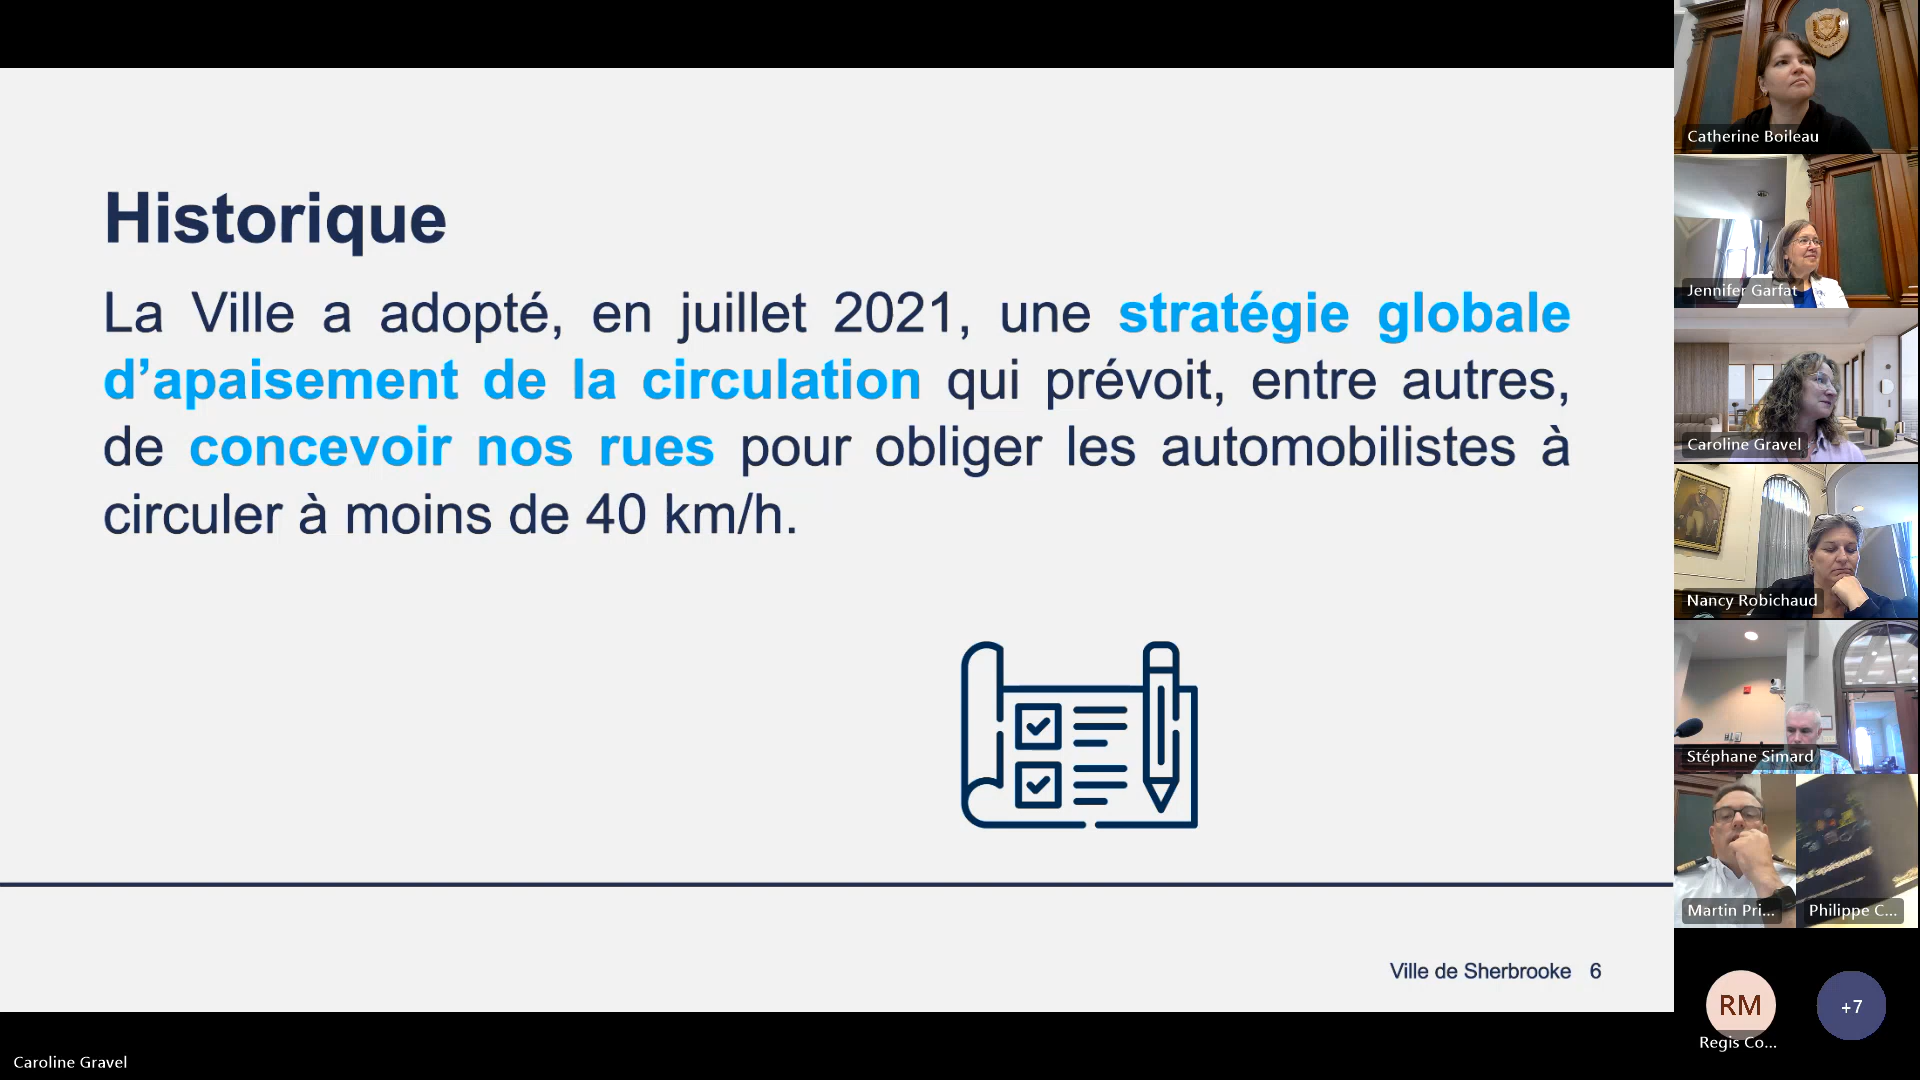 Historique
La Ville a adopté, en juillet 2021, une stratégie globale
d’apaisement de la circulation qui prévoit, entre autres,
de concevoir nos rues pour obliger les automobilistes à
circuler à moins de 40 km/h.
Ville de Sherbrooke 6
Caroline Gravel
Catherine Boileau
Jennifer Garfat
Caroline Gravel
Nancy Robichaud
Stéphane Simard
Martin Pri...
Philippe C...
RM
+7
Regis Co...